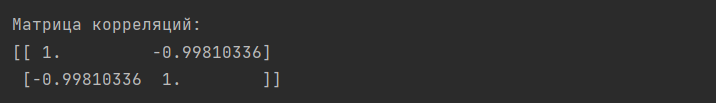 Матрица корреляций:
[[ 1.         -0.99810336]
 [-0.99810336  1.        ]]